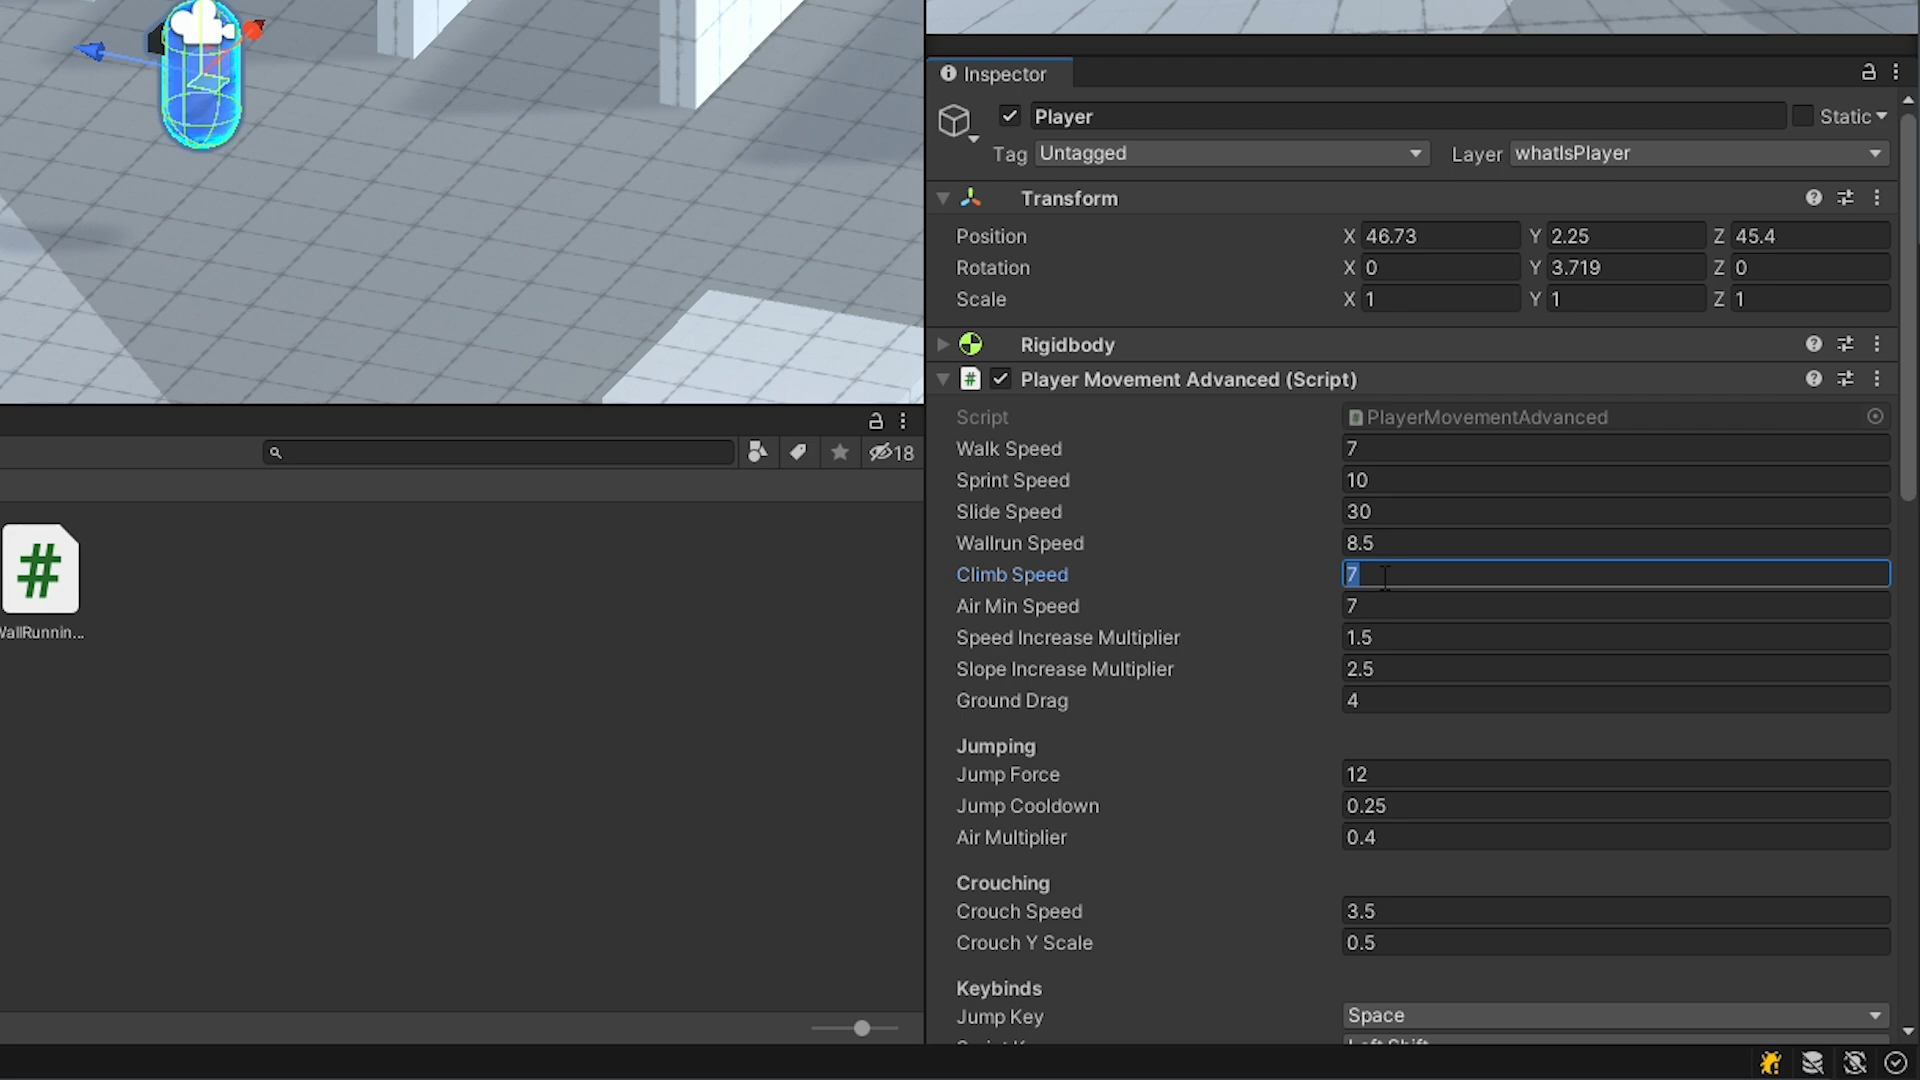 Inspector
Player
Static
Tag Untagged Layer whatIsPlayer
Transform
Position X 46.73 Y 2.25 Z 45.4
Rotation X 0 Y 3.719 Z 0
Scale X 1 Y 1 Z 1
Rigidbody
# Player Movement Advanced (Script)
Script PlayerMovementAdvanced
Walk Speed 7
Sprint Speed 10
Slide Speed 30
Wallrun Speed 8.5
Climb Speed 7
Air Min Speed 7
Speed Increase Multiplier 1.5
Slope Increase Multiplier 2.5
Ground Drag 4
Jumping
Jump Force 12
Jump Cooldown 0.25
Air Multiplier 0.4
Crouching
Crouch Speed 3.5
Crouch Y Scale 0.5
Keybinds
Jump Key Space
Left Shift
18
#
WallRunnin...